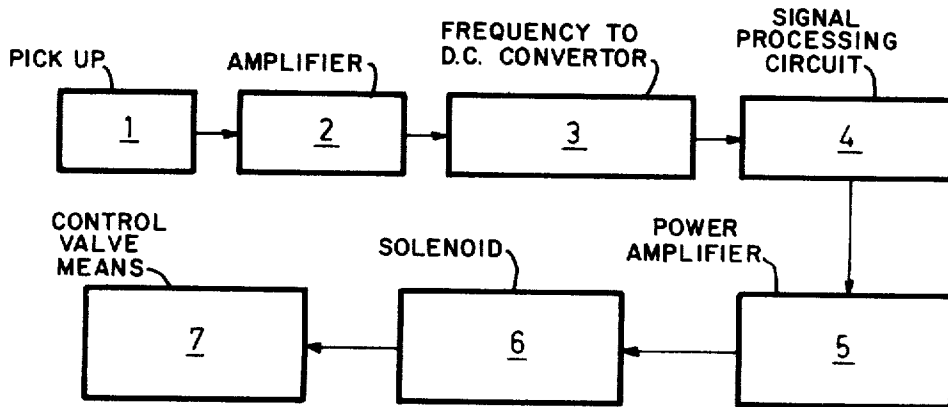 PICK UP
1
AMPLIFIER
2
FREQUENCY TO
D.C. CONVERTOR
3
SIGNAL
PROCESSING
CIRCUIT
4
CONTROL
VALVE
MEANS
7
SOLENOID
6
POWER
AMPLIFIER
5